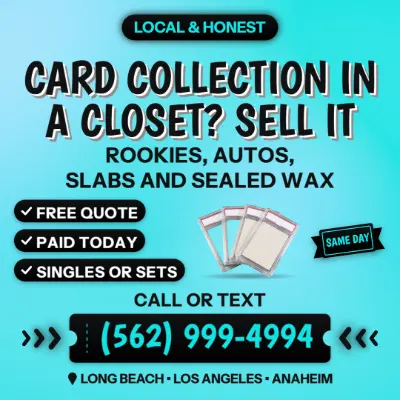 LOCAL & HONEST
CARD COLLECTION IN
A CLOSET? SELL IT
ROOKIES, AUTOS,
SLABS AND SEALED WAX
FREE QUOTE
PAID TODAY
SINGLES OR SETS
SAME DAY
CALL OR TEXT
(562) 999-4994
LONG BEACH • LOS ANGELES • ANAHEIM